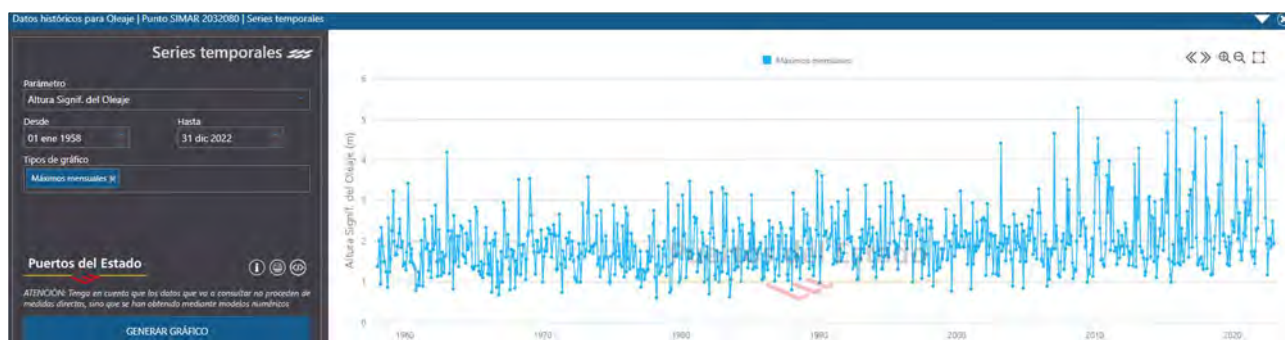 Datos históricos para Oleaje | Punto SIMAR 2032080 | Series temporales
Series temporales
Parámetro
Altura Signif. del Oleaje
Desde
Hasta
01 ene 1958
31 dic 2022
Tipos de gráfico
Máximos mensuales
Puertos del Estado
ATENCIÓN: Tenga en cuenta que los datos que va a consultar no proceden de
medidas directas, sino que se han obtenido mediante modelos numéricos
GENERAR GRÁFICO
Máximos mensuales
Altura Signif. del Oleaje (m)
6
5
4
3
2
1
0
1960
1970
1980
1990
2000
2010
2020
Puertos del Estado